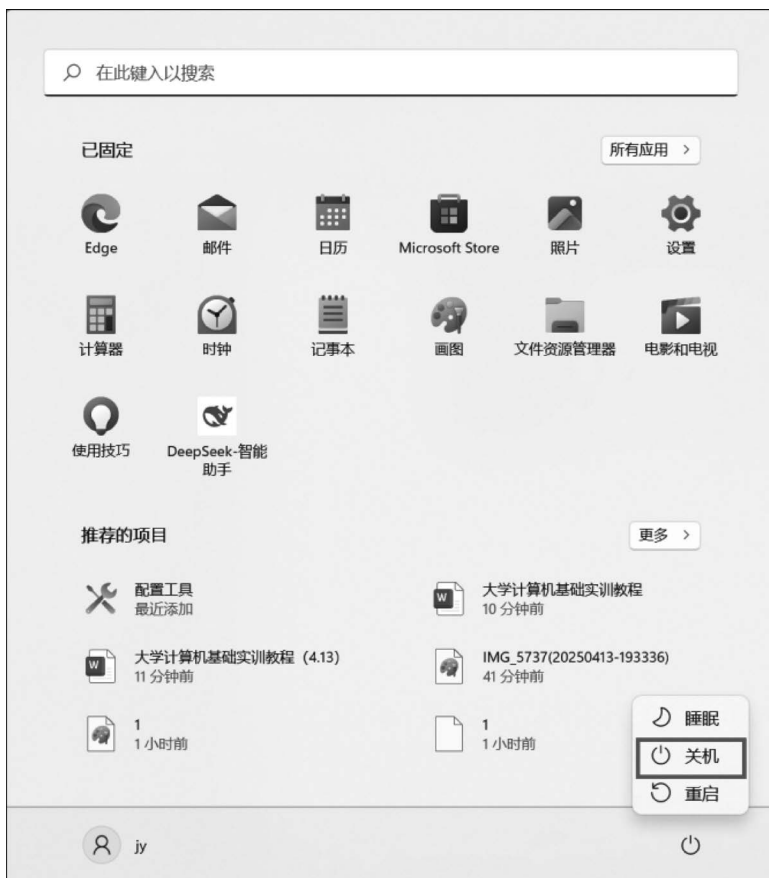 在此键入以搜索
已固定
所有应用 >
Edge
邮件
日历
Microsoft Store
照片
设置
计算器
时钟
记事本
画图
文件资源管理器
电影和电视
使用技巧
DeepSeek-智能
助手
推荐的项目
更多 >
配置工具
最近添加
大学计算机基础实训教程
10 分钟前
大学计算机基础实训教程 (4.13)
11 分钟前
IMG_5737(20250413-193336)
41 分钟前
1
1 小时前
1
1 小时前
睡眠
关机
重启
jy